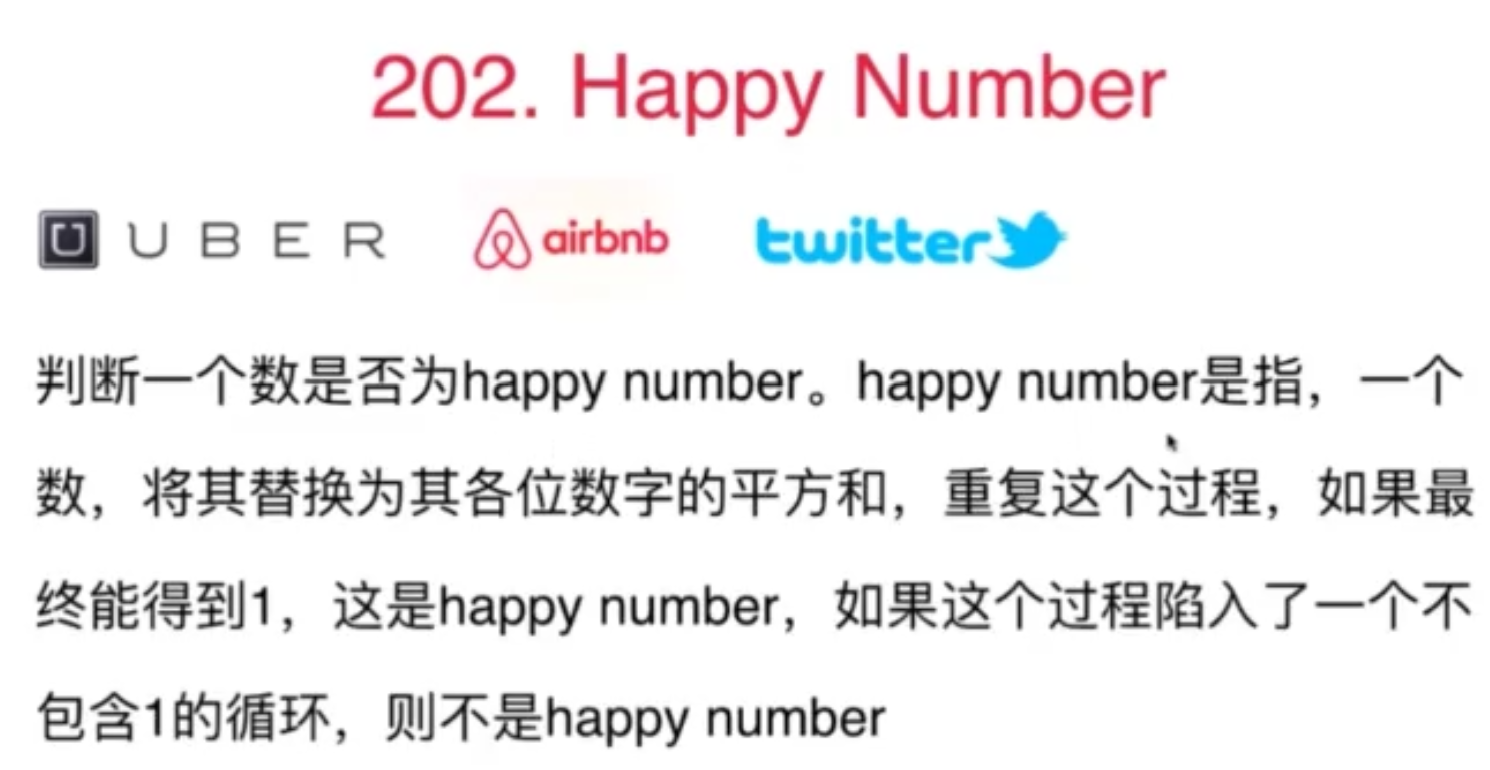 202. Happy Number
U B E R airbnb twitter
判断一个数是否为happy number。happy number是指，一个
数，将其替换为其各位数字的平方和，重复这个过程，如果最
终能得到1，这是happy number，如果这个过程陷入了一个不
包含1的循环，则不是happy number